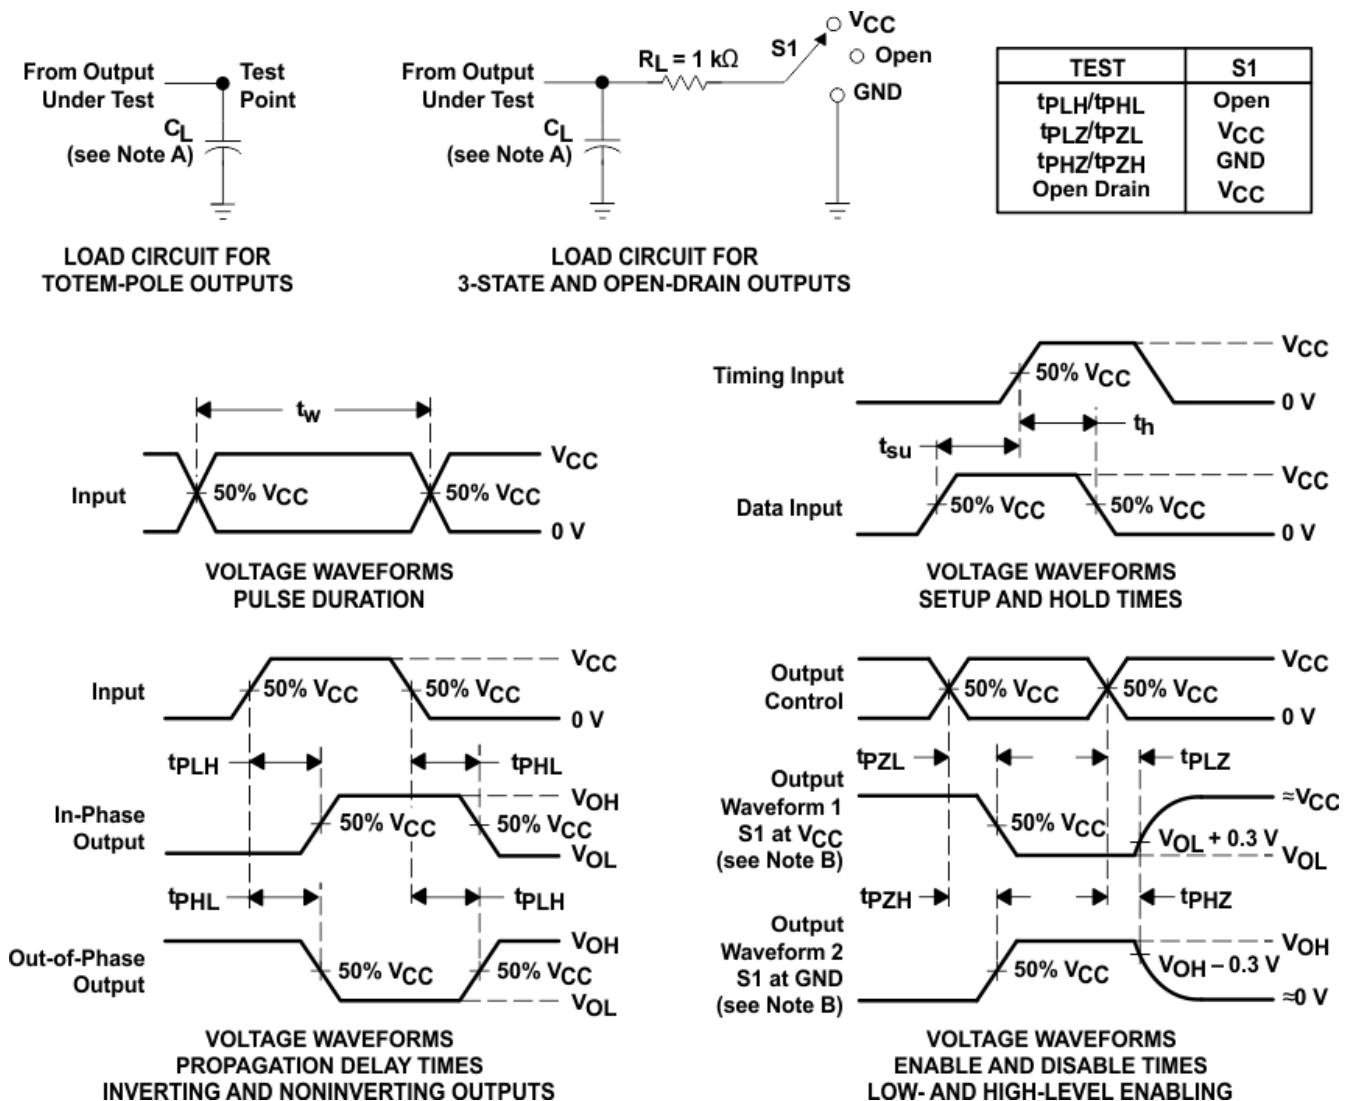 From Output
Under Test
Test
Point
CL
(see Note A)
LOAD CIRCUIT FOR
TOTEM-POLE OUTPUTS
From Output
Under Test
RL = 1 kΩ
S1
VCC
Open
GND
CL
(see Note A)
LOAD CIRCUIT FOR
3-STATE AND OPEN-DRAIN OUTPUTS
TEST S1
tPLH/tPHL Open
tPLZ/tPZL VCC
tPHZ/tPZH GND
Open Drain VCC
tw
Input
50% VCC
50% VCC
VCC
0 V
VOLTAGE WAVEFORMS
PULSE DURATION
Timing Input
50% VCC
VCC
0 V
th
tsu
Data Input
50% VCC
50% VCC
VCC
0 V
VOLTAGE WAVEFORMS
SETUP AND HOLD TIMES
Input
50% VCC
50% VCC
VCC
0 V
tPLH
tPHL
In-Phase
Output
50% VCC
50% VCC
VOH
VOL
tPHL
tPLH
Out-of-Phase
Output
50% VCC
50% VCC
VOH
VOL
VOLTAGE WAVEFORMS
PROPAGATION DELAY TIMES
INVERTING AND NONINVERTING OUTPUTS
Output
Control
50% VCC
50% VCC
VCC
0 V
tPZL
tPLZ
Output
Waveform 1
S1 at VCC
(see Note B)
50% VCC
≈VCC
VOL + 0.3 V
VOL
tPZH
tPHZ
Output
Waveform 2
S1 at GND
(see Note B)
50% VCC
VOH
VOH – 0.3 V
≈0 V
VOLTAGE WAVEFORMS
ENABLE AND DISABLE TIMES
LOW- AND HIGH-LEVEL ENABLING